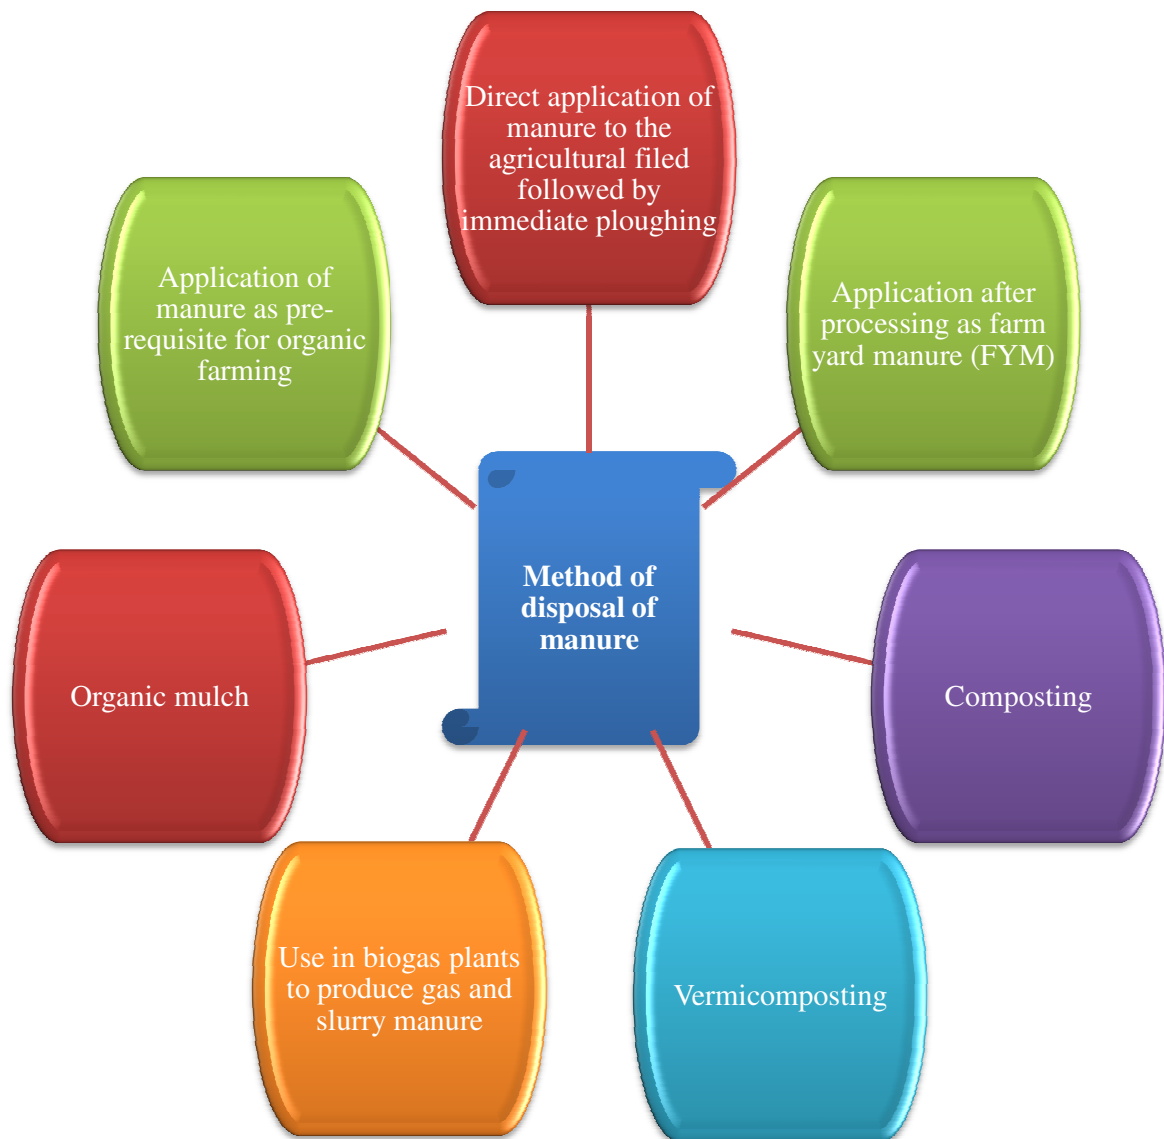 Direct application of
manure to the
agricultural filed
followed by
immediate ploughing
Application after
processing as farm
yard manure (FYM)
Composting
Vermicomposting
Use in biogas plants
to produce gas and
slurry manure
Organic mulch
Application of
manure as pre-
requisite for organic
farming
Method of
disposal of
manure